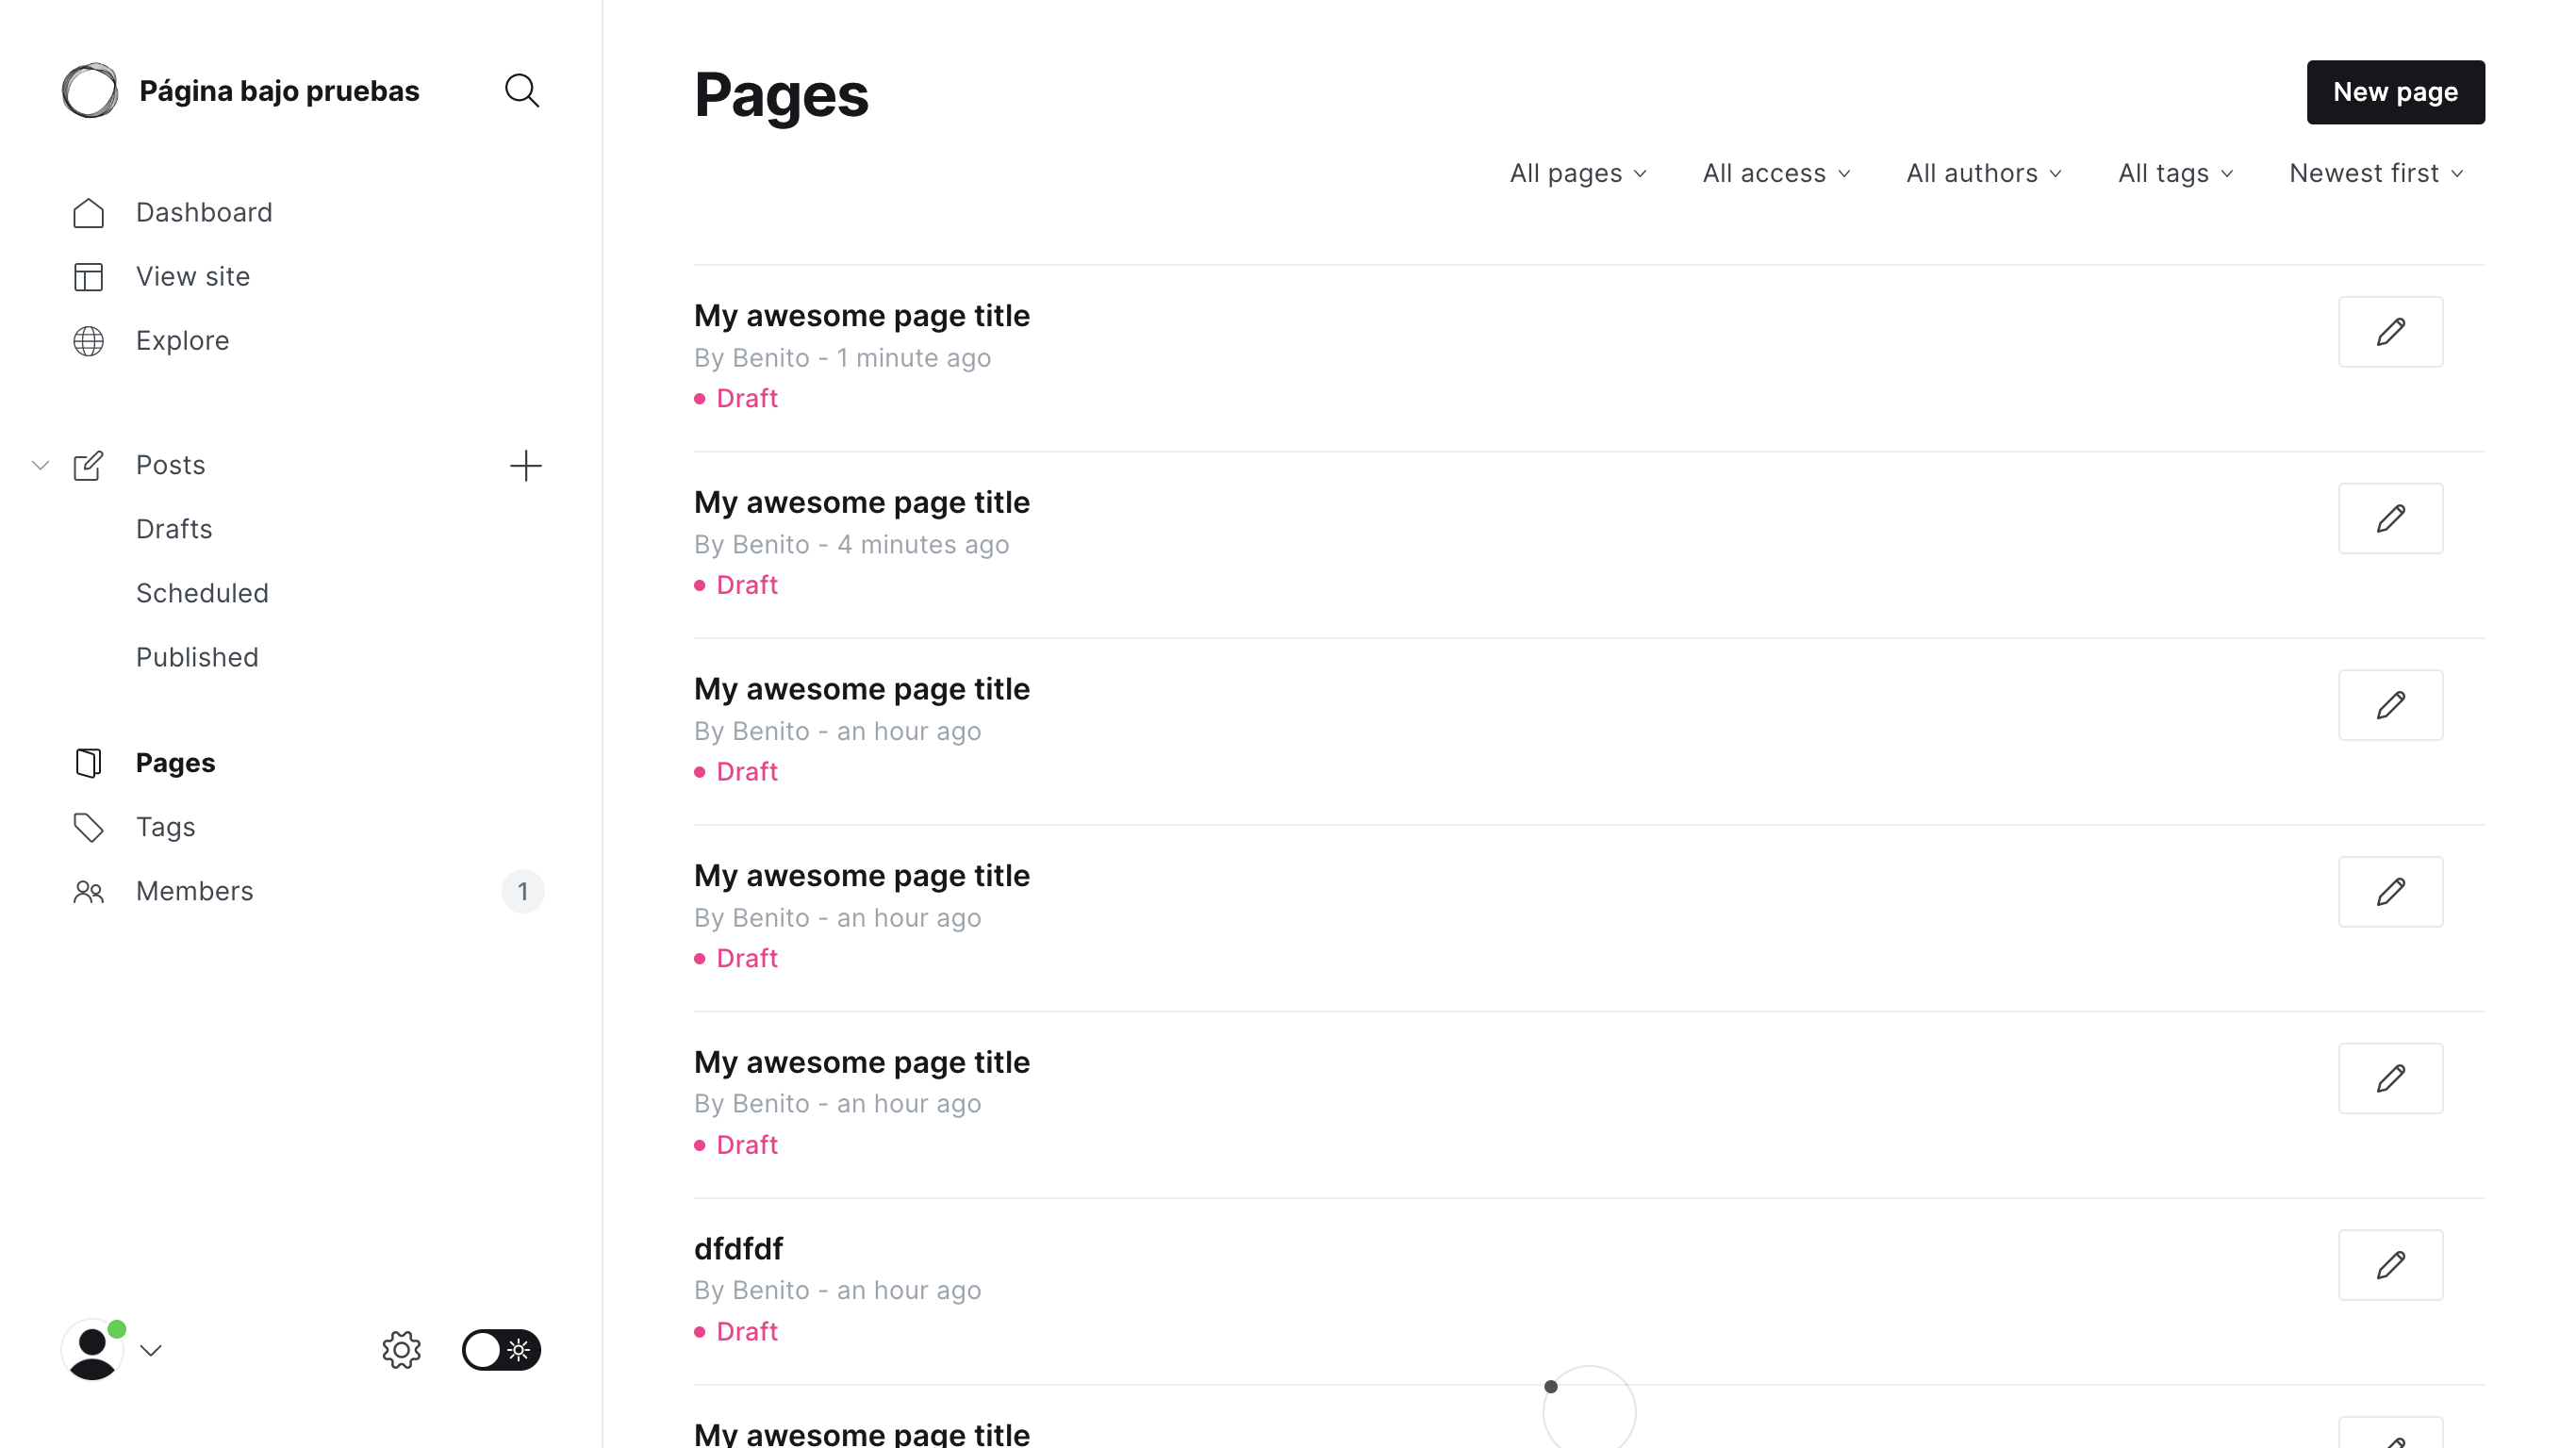 Página bajo pruebas
Dashboard
View site
Explore
Posts
Drafts
Scheduled
Published
Pages
Tags
Members
1
Pages
New page
All pages
All access
All authors
All tags
Newest first
My awesome page title
By Benito - 1 minute ago
Draft
My awesome page title
By Benito - 4 minutes ago
Draft
My awesome page title
By Benito - an hour ago
Draft
My awesome page title
By Benito - an hour ago
Draft
My awesome page title
By Benito - an hour ago
Draft
dfdfdf
By Benito - an hour ago
Draft
My awesome page title